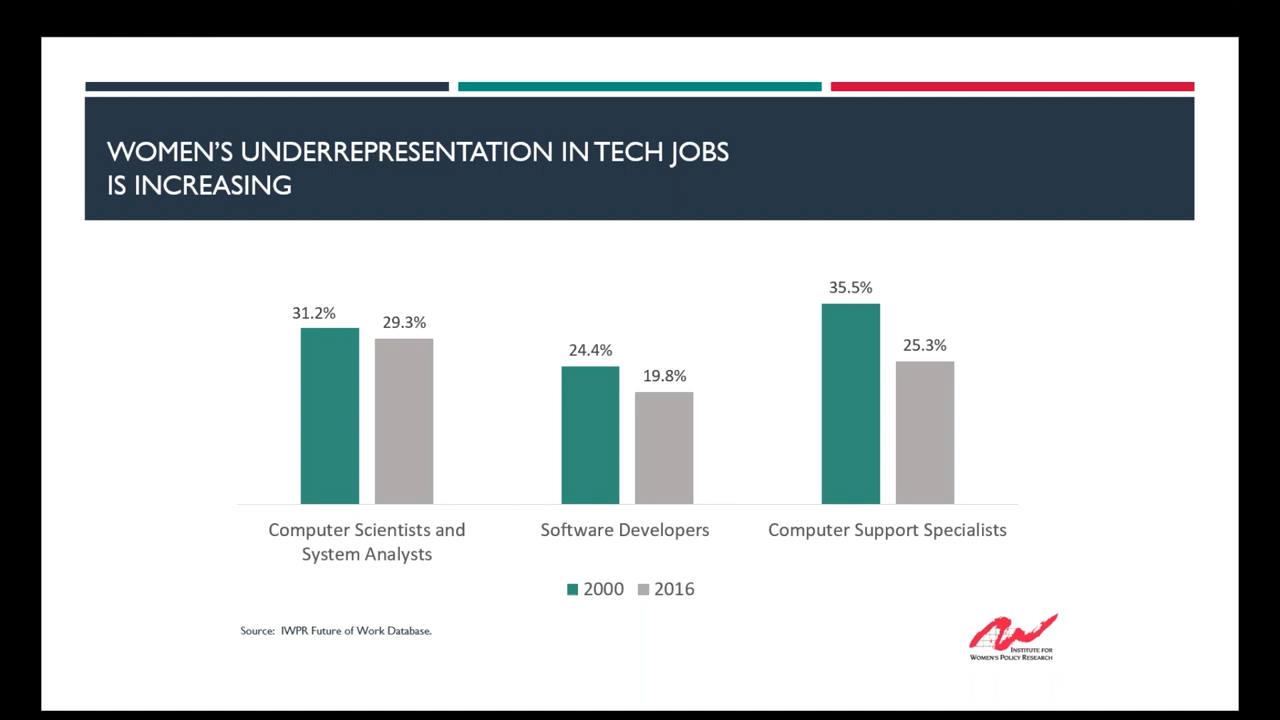 WOMEN'S UNDERREPRESENTATION IN TECH JOBS
IS INCREASING
35.5%
31.2%
29.3%
24.4%
25.3%
19.8%
Computer Scientists and
System Analysts
Software Developers
Computer Support Specialists
2000 2016
Source: IWPR Future of Work Database.
INSTITUTE FOR
WOMEN'S POLICY RESEARCH